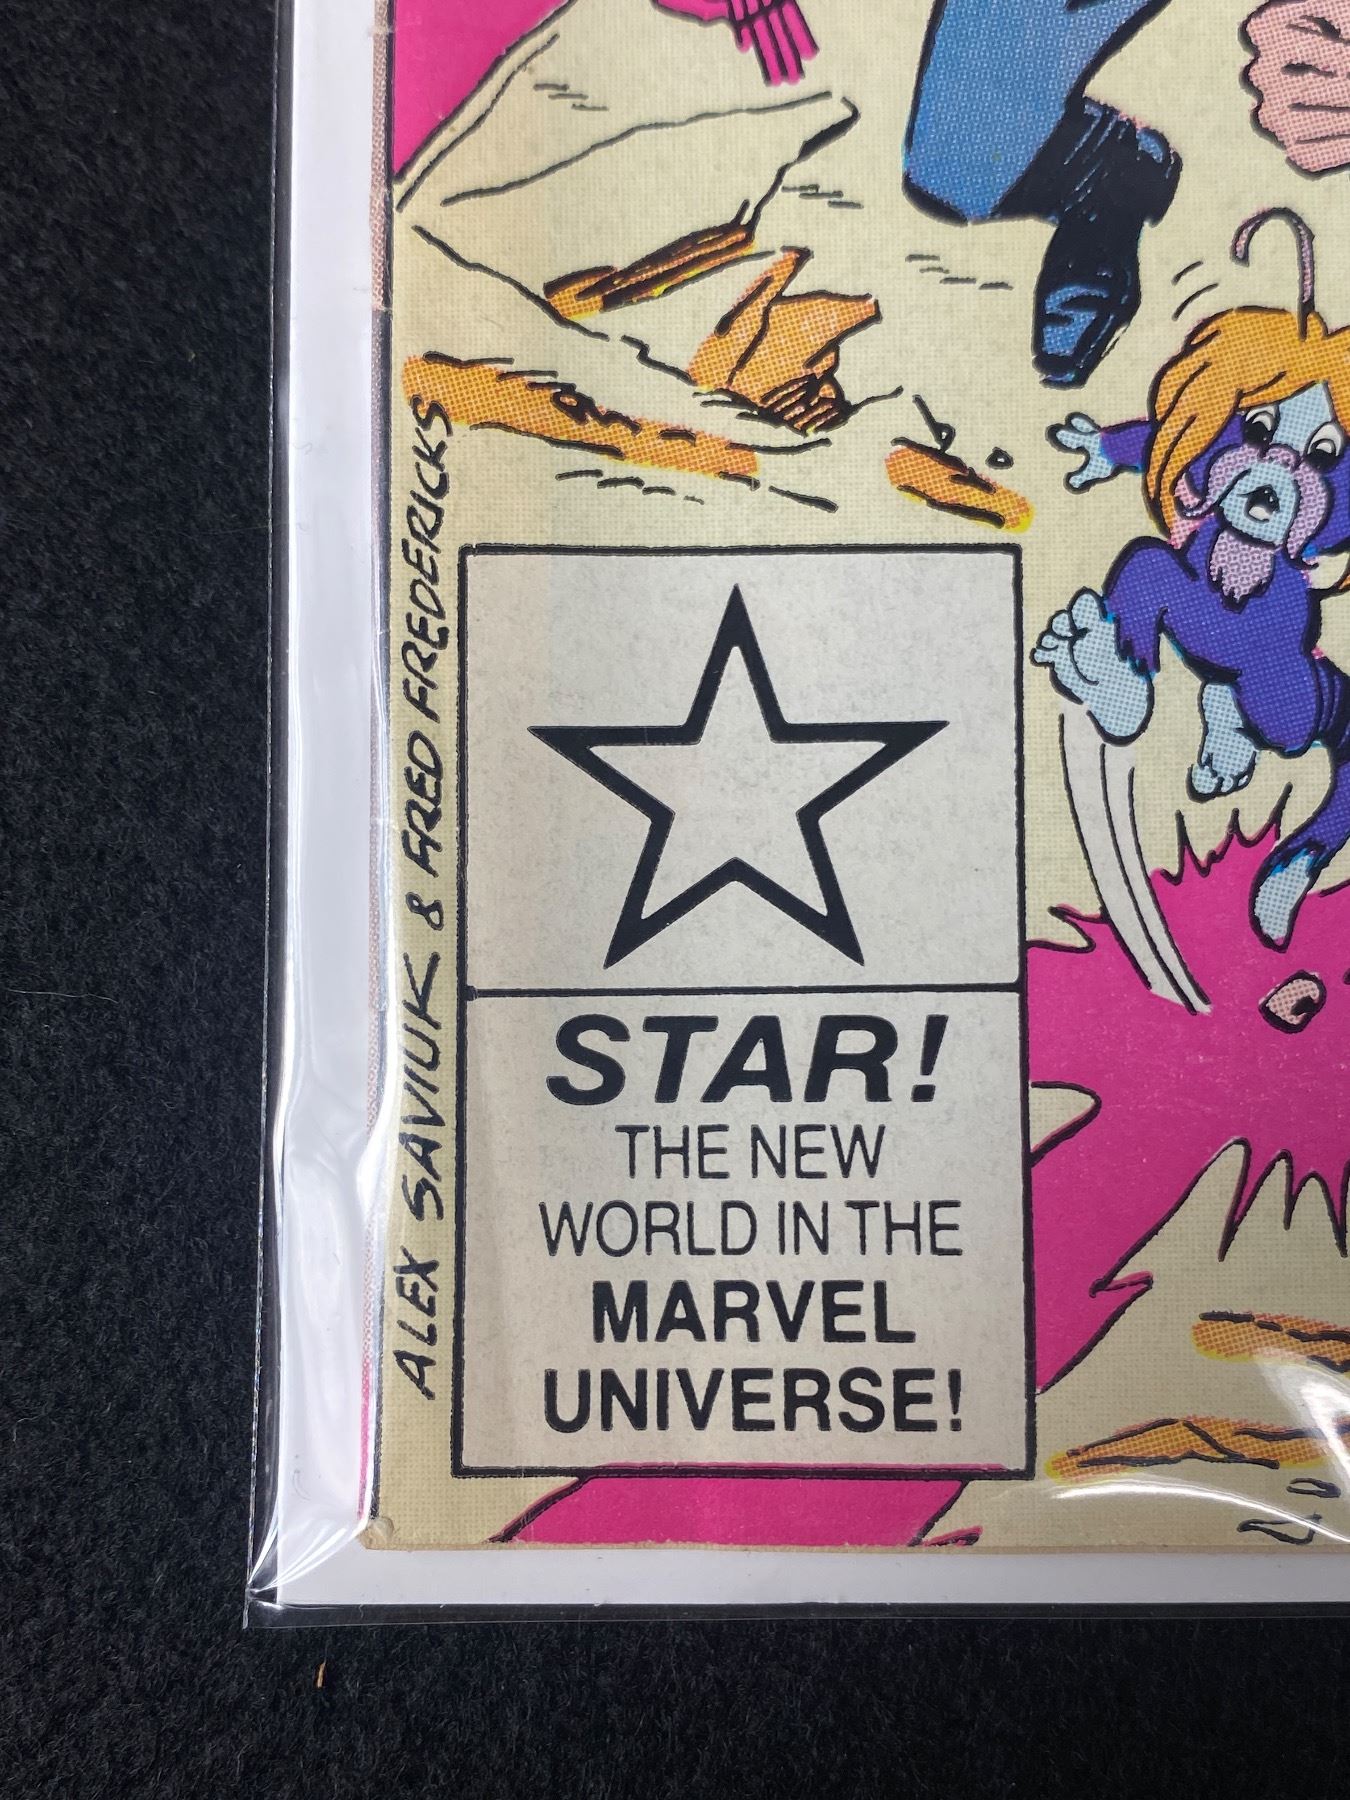 ALEX SAVIUK & FRED FREDERICKS
STAR!
THE NEW
WORLD IN THE
MARVEL
UNIVERSE!